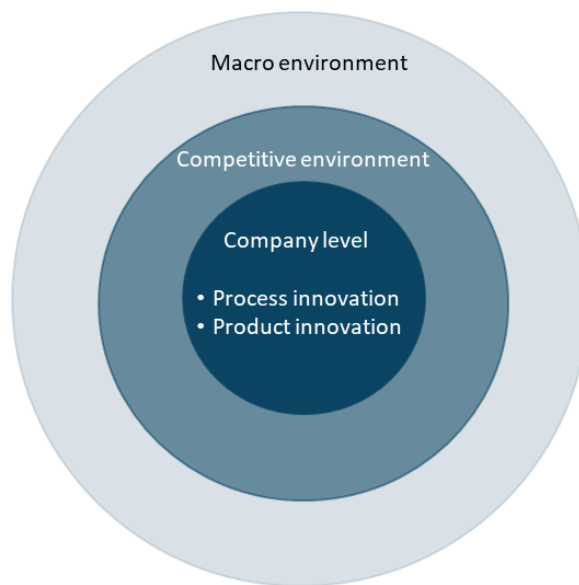 Macro environment
Competitive environment
Company level
• Process innovation
• Product innovation